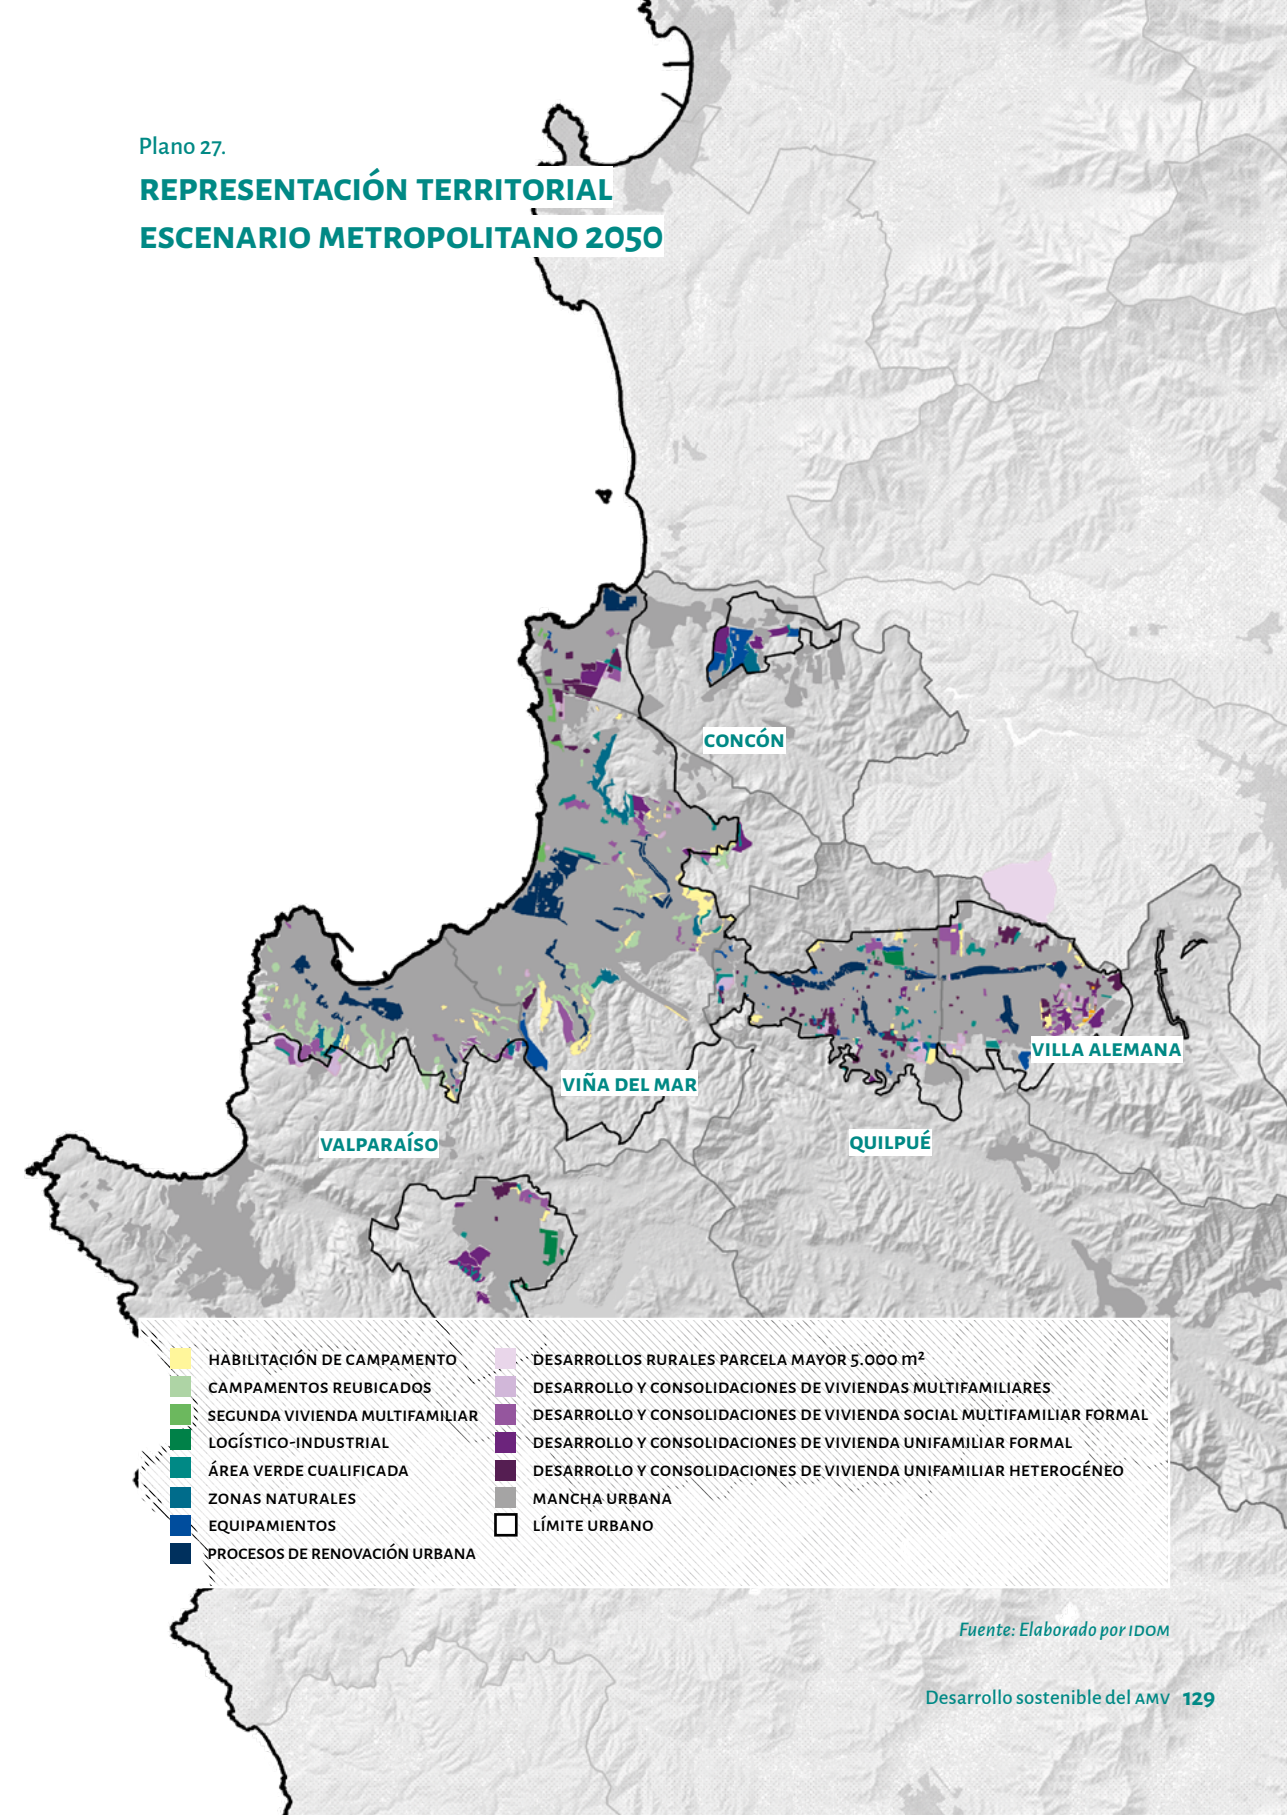 Plano 27.
REPRESENTACIÓN TERRITORIAL
ESCENARIO METROPOLITANO 2050
CONCÓN
VILLA ALEMANA
VIÑA DEL MAR
VALPARAÍSO
QUILPUÉ
HABILITACIÓN DE CAMPAMENTO
CAMPAMENTOS REUBICADOS
SEGUNDA VIVIENDA MULTIFAMILIAR
LOGÍSTICO-INDUSTRIAL
ÁREA VERDE CUALIFICADA
ZONAS NATURALES
EQUIPAMIENTOS
PROCESOS DE RENOVACIÓN URBANA
DESARROLLOS RURALES PARCELA MAYOR 5.000 m²
DESARROLLO Y CONSOLIDACIONES DE VIVIENDAS MULTIFAMILIARES
DESARROLLO Y CONSOLIDACIONES DE VIVIENDA SOCIAL MULTIFAMILIAR FORMAL
DESARROLLO Y CONSOLIDACIONES DE VIVIENDA UNIFAMILIAR FORMAL
DESARROLLO Y CONSOLIDACIONES DE VIVIENDA UNIFAMILIAR HETEROGÉNEO
MANCHA URBANA
LÍMITE URBANO
Fuente: Elaborado por IDOM
Desarrollo sostenible del AMV 129